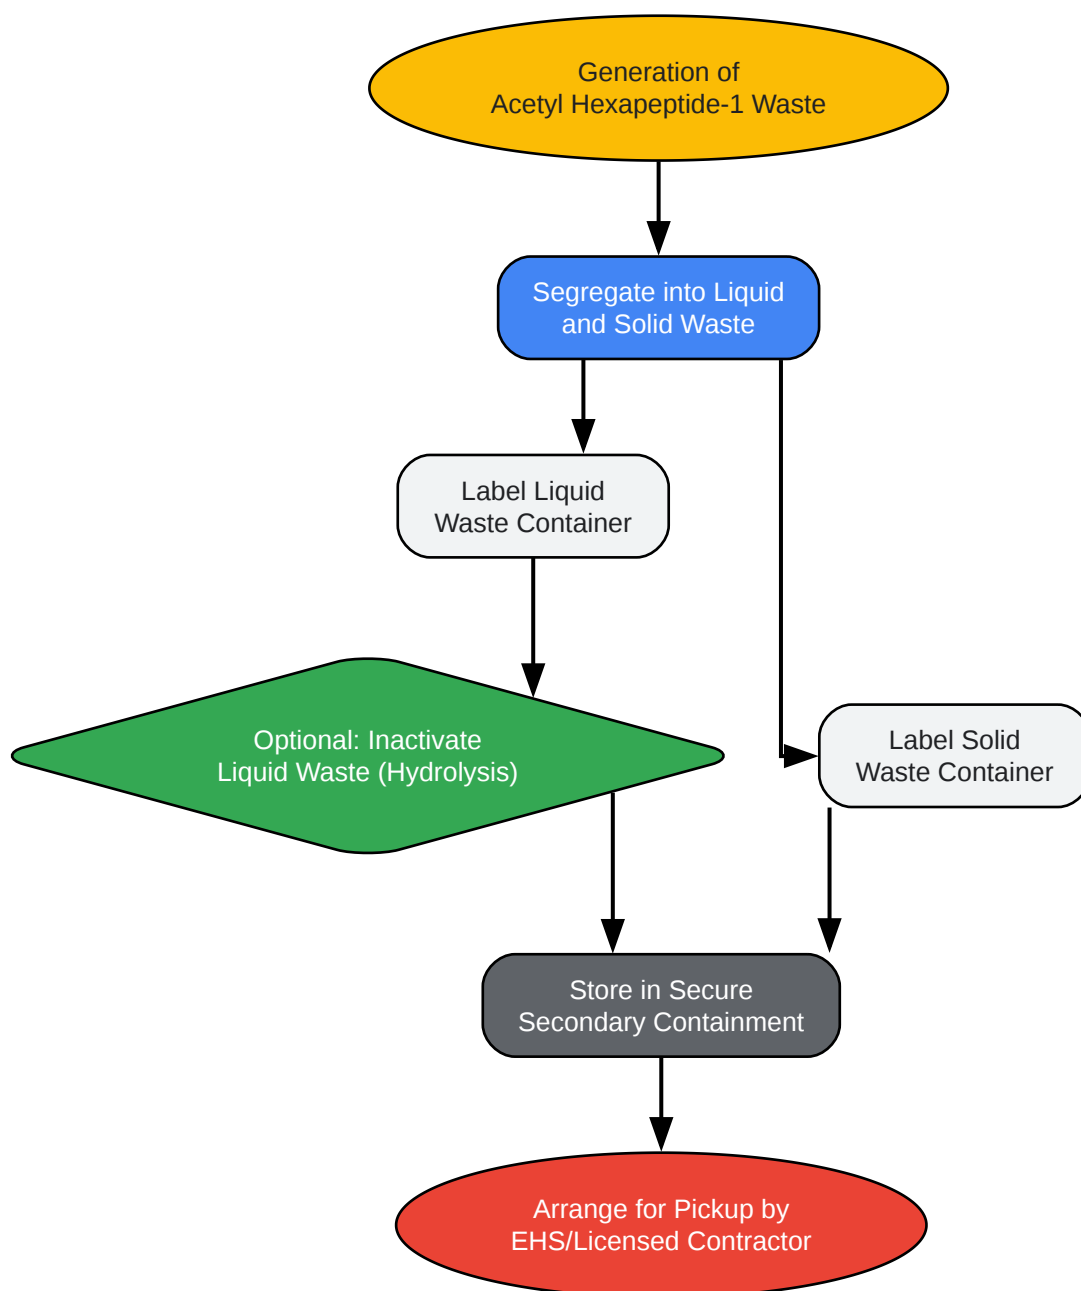 Generation of
Acetyl Hexapeptide-1 Waste
Segregate into Liquid
and Solid Waste
Label Liquid
Waste Container
Optional: Inactivate
Liquid Waste (Hydrolysis)
Label Solid
Waste Container
Store in Secure
Secondary Containment
Arrange for Pickup by
EHS/Licensed Contractor